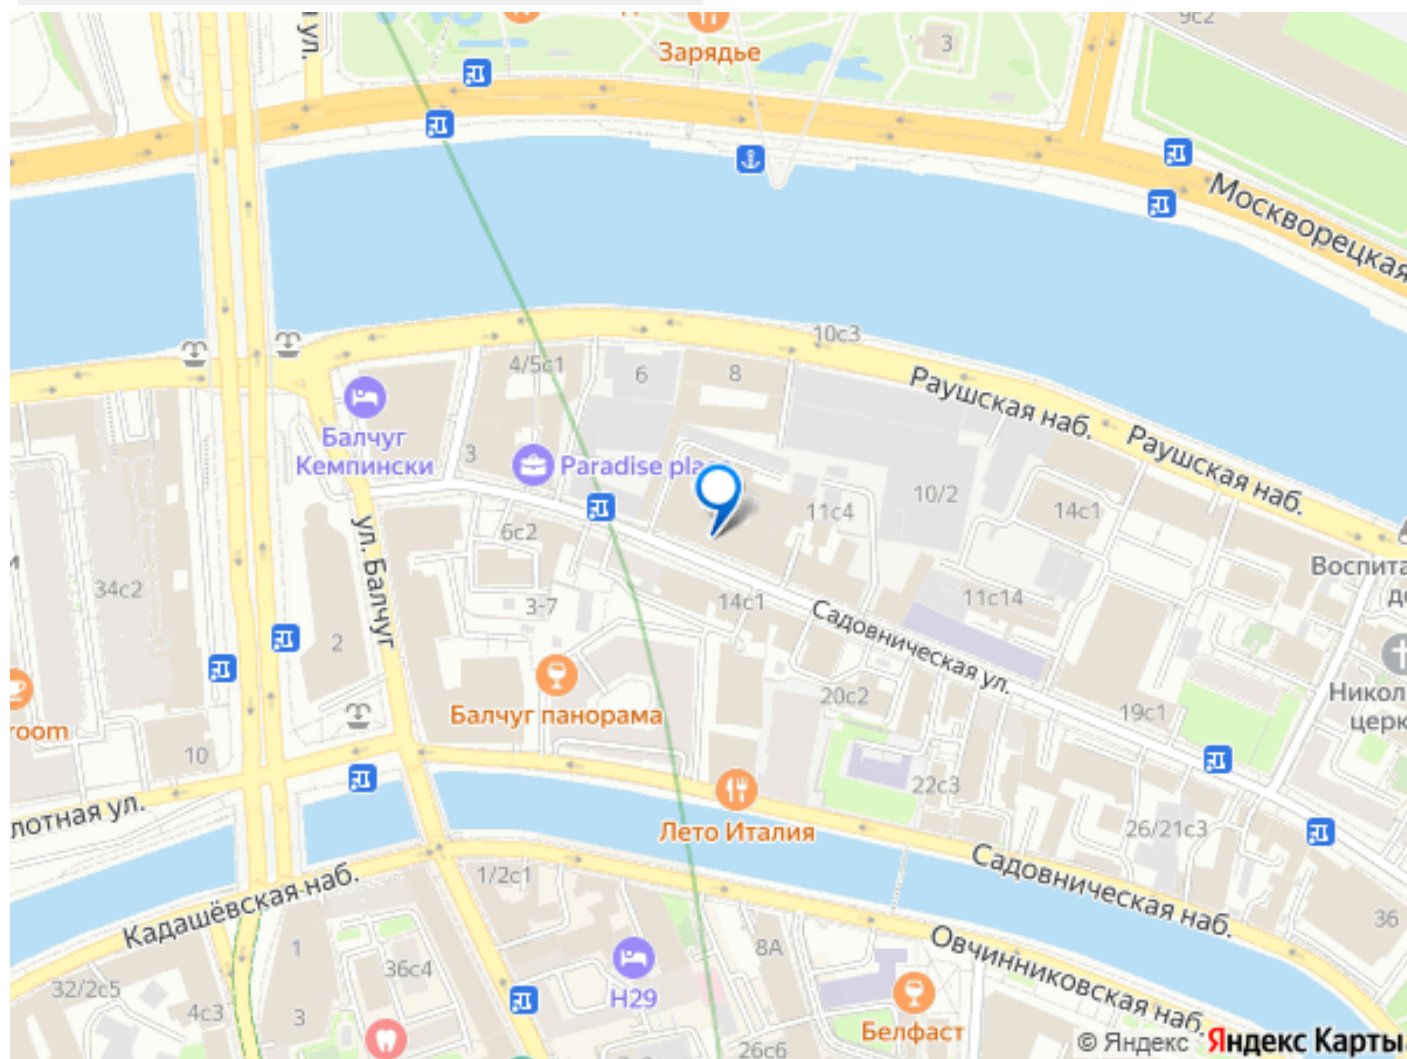 ул.
9с2
Зарядье
3
Москворецкая
10с3
4/5с1
6
8
Раушская наб.
Раушская наб.
Балчуг
Кемпински
3
Paradise pla
11с4
10/2
14с1
6с2
ул. Балчуг
34с2
3-7
14с1
11с14
Воспита
Садовническая ул.
2
Балчуг панорама
20с2
19с1
Никол
церк
room
10
22с3
лотная ул.
Лето Италия
26/21с3
Садовническая наб.
Кадашёвская наб.
1/2с1
36
1
36с4
8А
Овчинниковская наб.
32/2с5
4с3
3
H29
Белфаст
26с6
© Яндекс Яндекс Карты